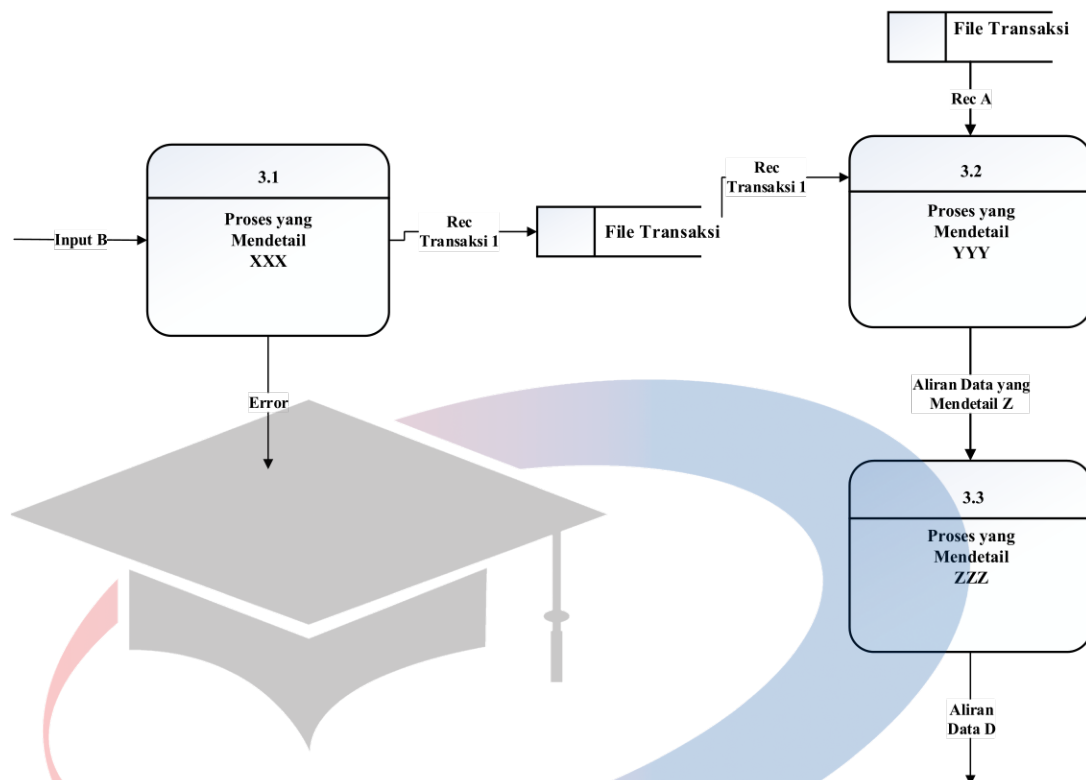 File Transaksi
Rec A
3.1
Proses yang
Mendetail
XXX
Input B
Rec
Transaksi 1
File Transaksi
Rec
Transaksi 1
3.2
Proses yang
Mendetail
YYY
Error
Aliran Data yang
Mendetail Z
3.3
Proses yang
Mendetail
ZZZ
Aliran
Data D